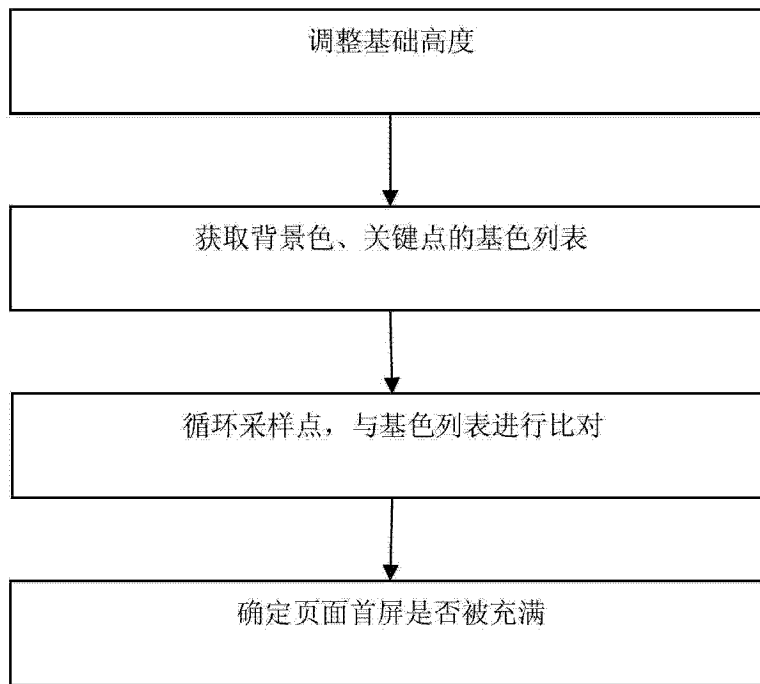 调整基础高度
获取背景色、关键点的基色列表
循环采样点，与基色列表进行比对
确定页面首屏是否被充满